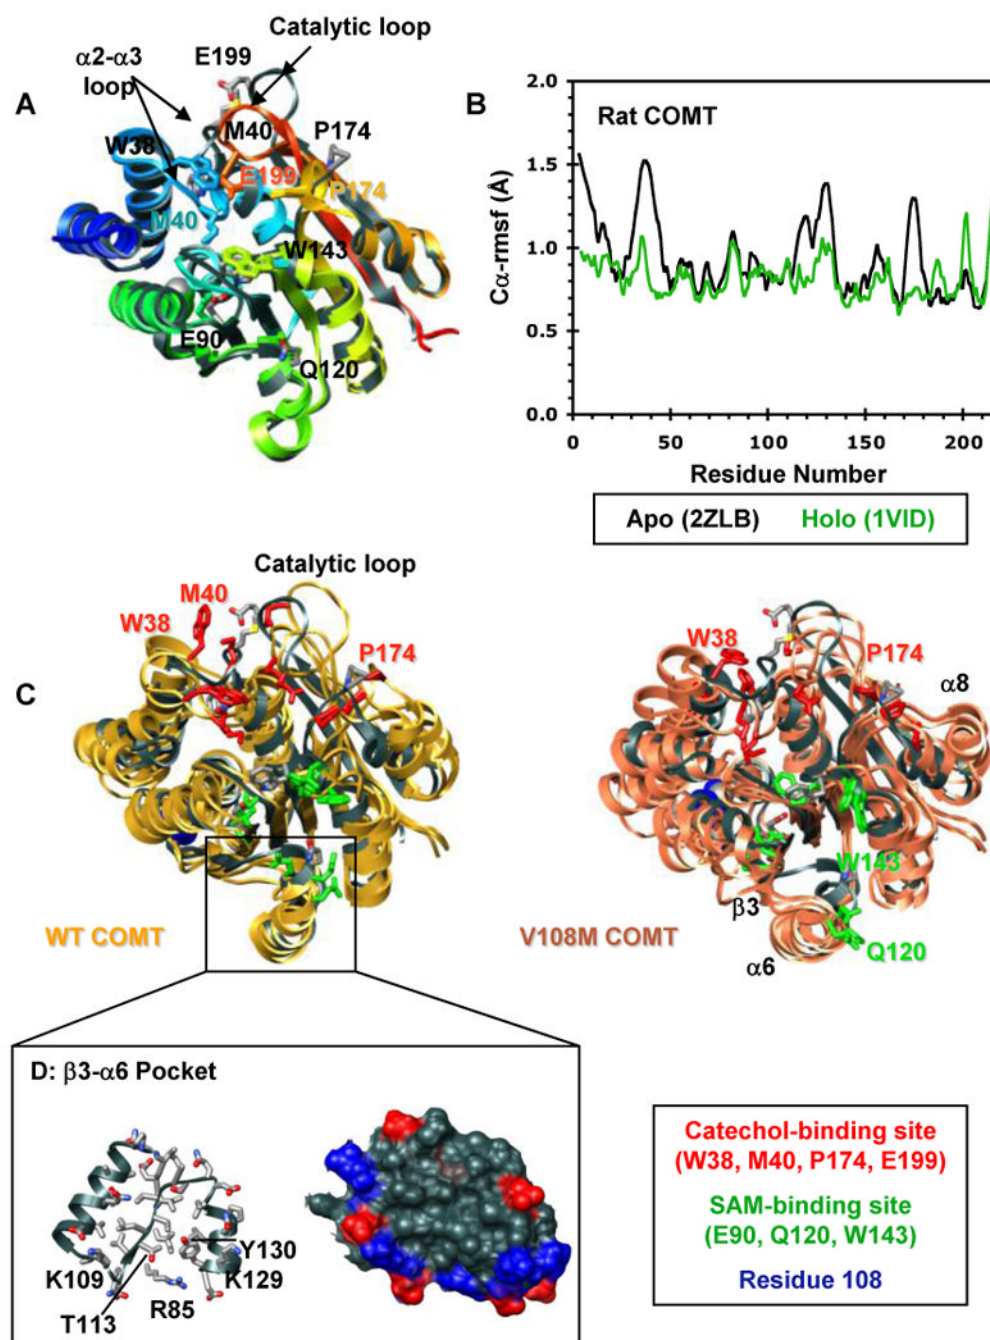 A
α2-α3
loop
E199
Catalytic loop
W38
M40
P174
E199
P174
M40
W143
E90
Q120
B
Rat COMT
Cα-rmsf (Å)
2.0
1.5
1.0
0.5
0.0
0
50
100
150
200
Residue Number
Apo (2ZLB) Holo (1VID)
C
Catalytic loop
M40
W38
P174
WT COMT
W38
P174
α8
W143
β3
Q120
α6
V108M COMT
D: β3-α6 Pocket
K109
T113
R85
Y130
K129
Catechol-binding site
(W38, M40, P174, E199)
SAM-binding site
(E90, Q120, W143)
Residue 108